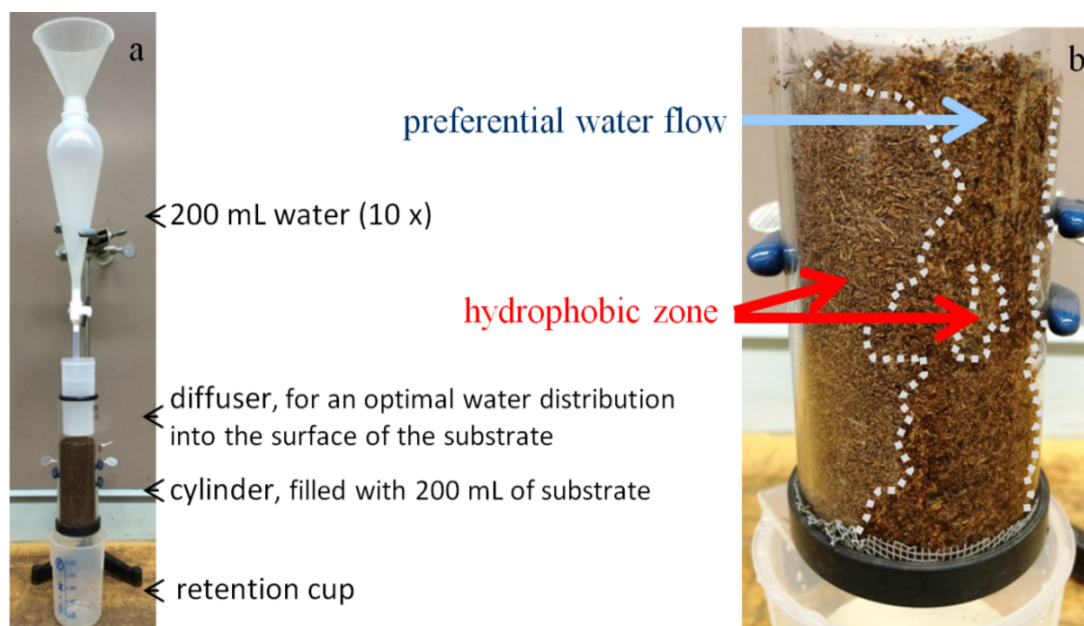 a
b
preferential water flow
200 mL water (10 x)
hydrophobic zone
diffuser, for an optimal water distribution
into the surface of the substrate
cylinder, filled with 200 mL of substrate
retention cup